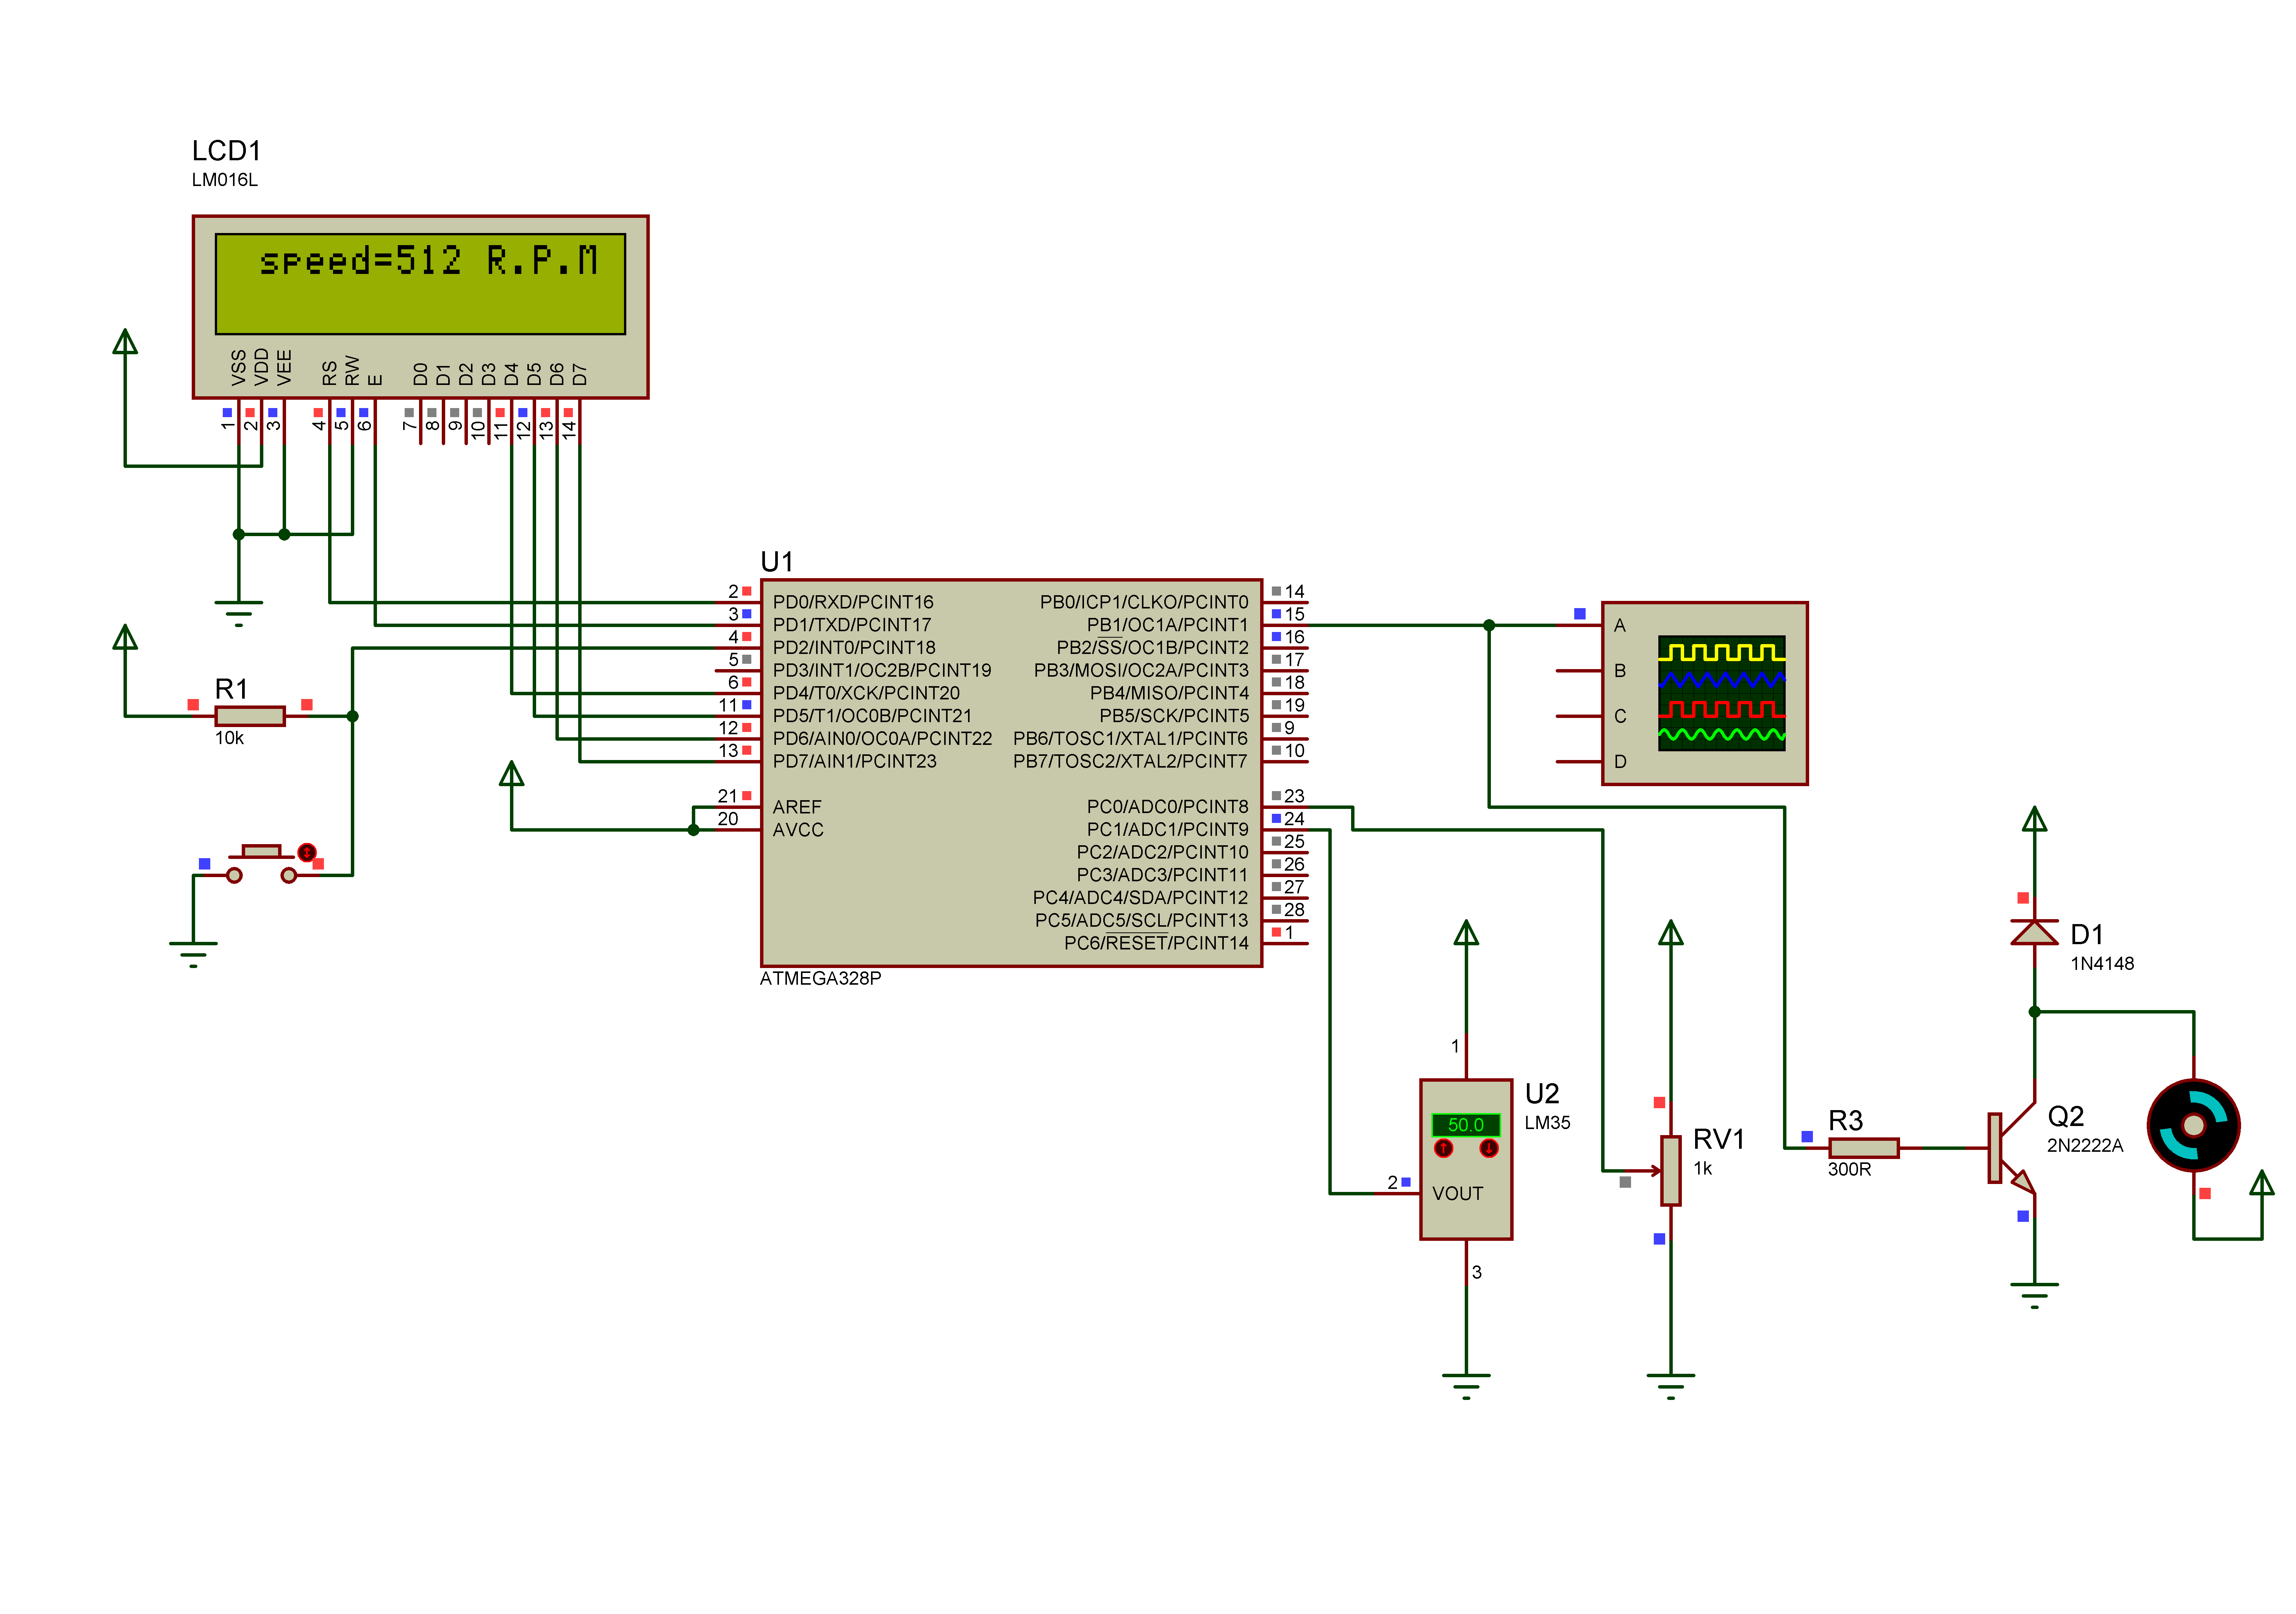 LCD1
LM016L
speed=512 R.P.M
VSS VDD VEE RS RW E D0 D1 D2 D3 D4 D5 D6 D7
1 2 3 4 5 6 7 8 9 10 11 12 13 14
R1
10k
U1
2 PD0/RXD/PCINT16
3 PD1/TXD/PCINT17
4 PD2/INT0/PCINT18
5 PD3/INT1/OC2B/PCINT19
6 PD4/T0/XCK/PCINT20
11 PD5/T1/OC0B/PCINT21
12 PD6/AIN0/OC0A/PCINT22
13 PD7/AIN1/PCINT23
21 AREF
20 AVCC
PB0/ICP1/CLKO/PCINT0 14
PB1/OC1A/PCINT1 15
PB2/SS/OC1B/PCINT2 16
PB3/MOSI/OC2A/PCINT3 17
PB4/MISO/PCINT4 18
PB5/SCK/PCINT5 19
PB6/TOSC1/XTAL1/PCINT6 9
PB7/TOSC2/XTAL2/PCINT7 10
PC0/ADC0/PCINT8 23
PC1/ADC1/PCINT9 24
PC2/ADC2/PCINT10 25
PC3/ADC3/PCINT11 26
PC4/ADC4/SDA/PCINT12 27
PC5/ADC5/SCL/PCINT13 28
PC6/RESET/PCINT14 1
ATMEGA328P
A
B
C
D
1
U2
LM35
50.0
2 VOUT
3
RV1
1k
R3
300R
D1
1N4148
Q2
2N2222A